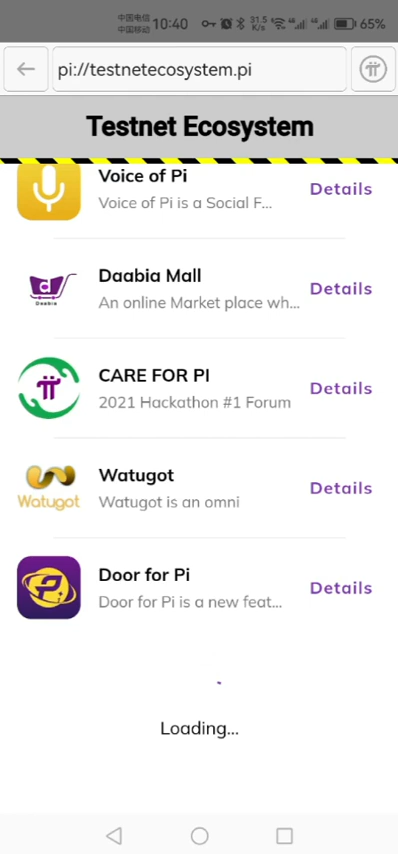 中国电信
中国移动
10:40
31.5
K/s
4G
4G
65%
pi://testnetecosystem.pi
Testnet Ecosystem
Voice of Pi
Voice of Pi is a Social F...
Details
Daabia
Daabia Mall
An online Market place wh...
Details
CARE FOR PI
2021 Hackathon #1 Forum
Details
Watugot
Watugot
Watugot is an omni
Details
Door for Pi
Door for Pi is a new feat...
Details
Loading...